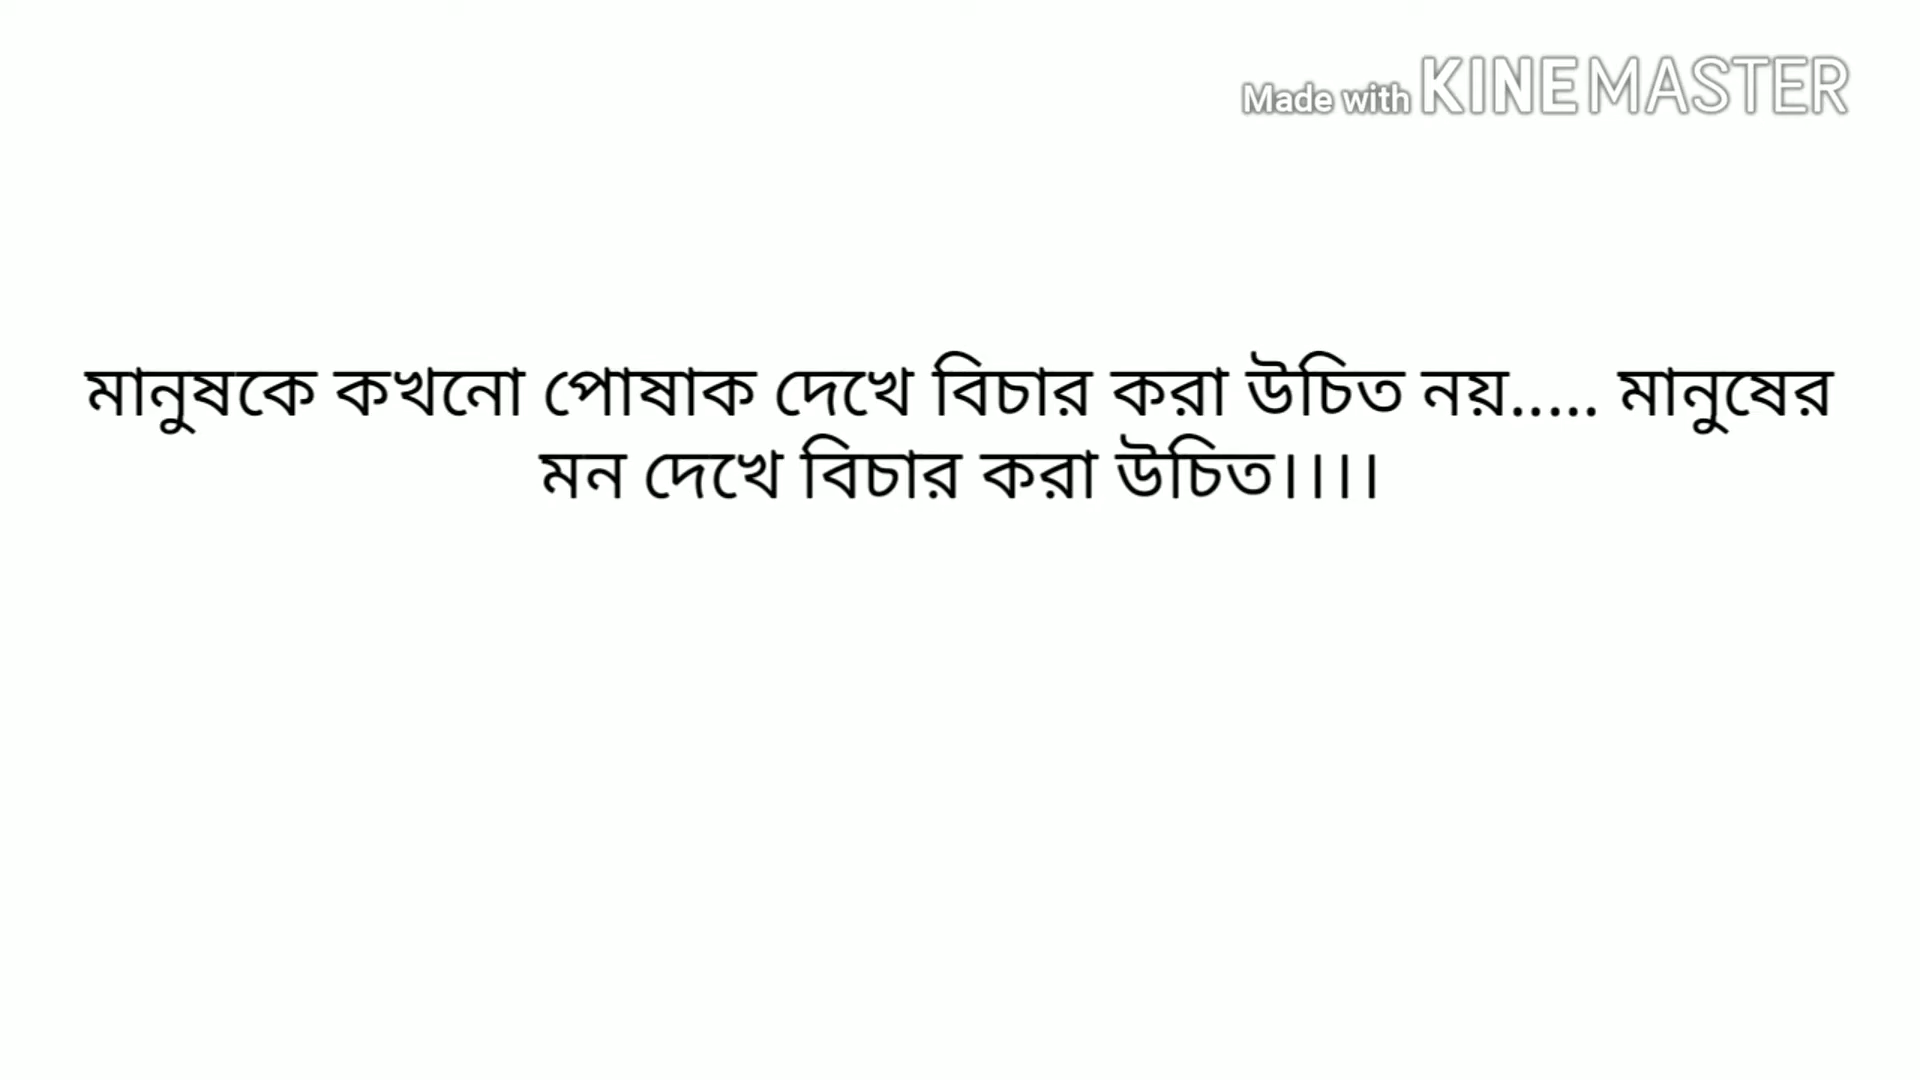 Made with KINEMASTER
মানুষকে কখনো পোষাক দেখে বিচার করা উচিত নয়..... মানুষের
মন দেখে বিচার করা উচিত।।।।